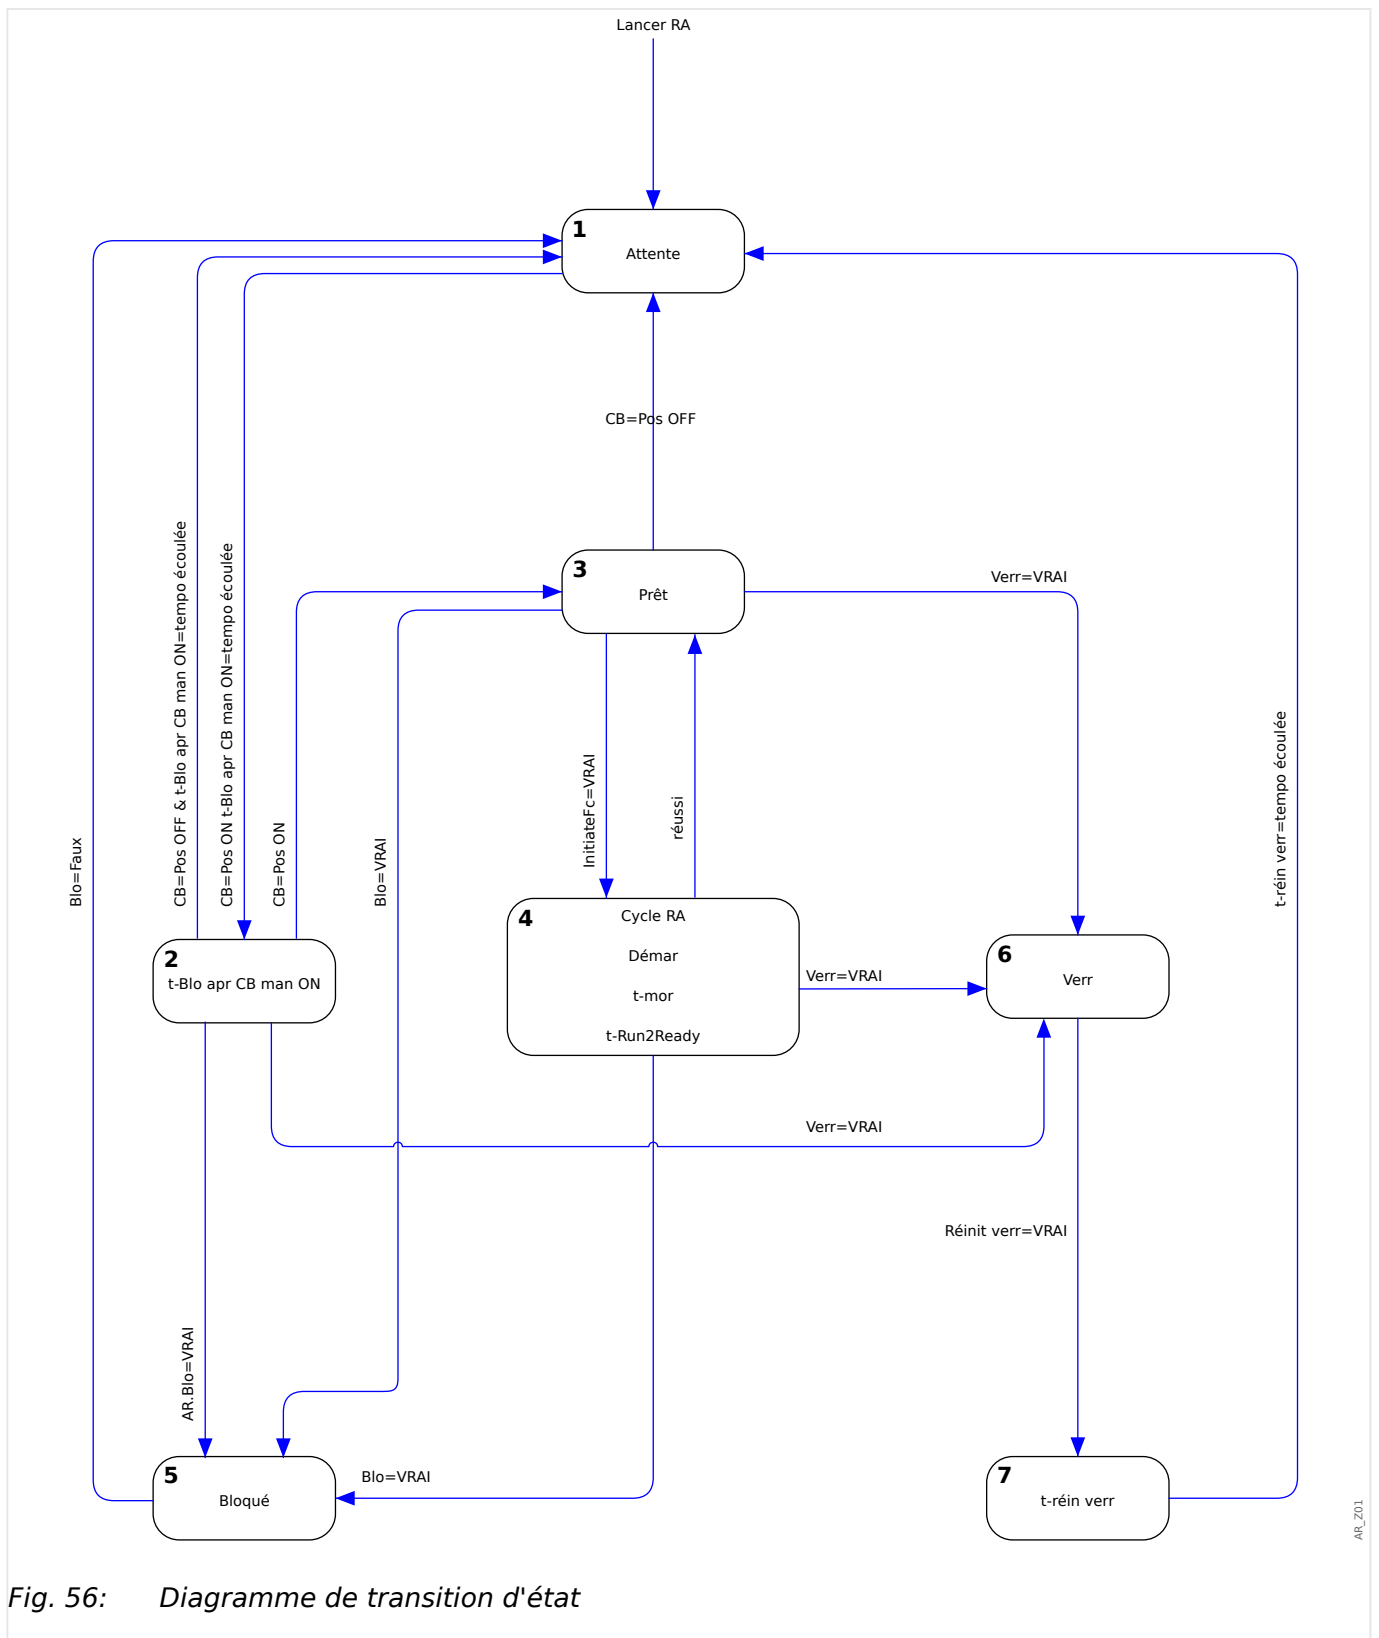 Lancer RA
1
Attente
CB=Pos OFF
CB=Pos OFF & t-Blo apr CB man ON=tempo écoulée
CB=Pos ON t-Blo apr CB man ON=tempo écoulée
3
Prêt
Verr=VRAI
Blo=Faux
CB=Pos ON
Blo=VRAI
InitiateFc=VRAI
réussi
t-réin verr=tempo écoulée
2
t-Blo apr CB man ON
4
Cycle RA
Démar
t-mor
t-Run2Ready
Verr=VRAI
6
Verr
Verr=VRAI
Réinit verr=VRAI
AR.Blo=VRAI
5
Bloqué
Blo=VRAI
7
t-réin verr
AR_Z01
Fig. 56: Diagramme de transition d'état